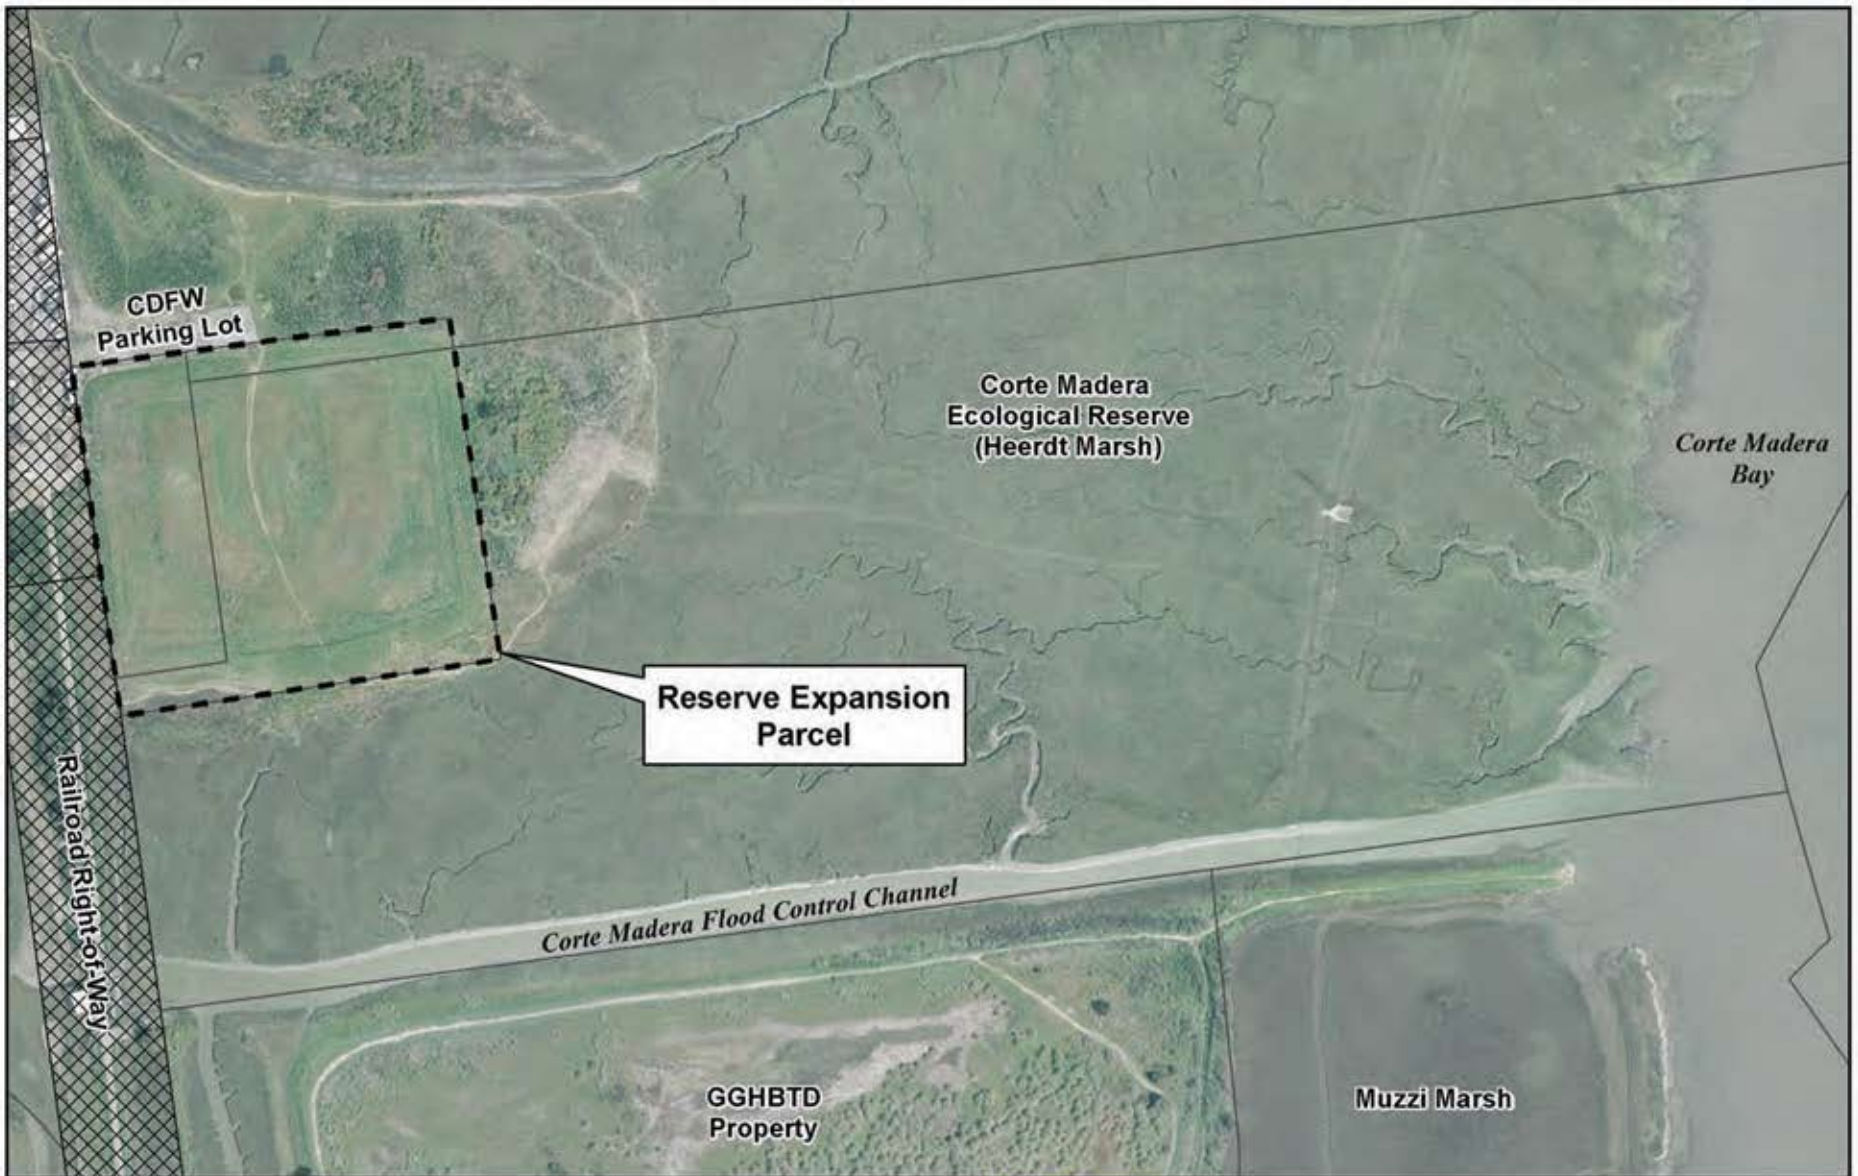 CDFW
Parking Lot
Corte Madera
Ecological Reserve
(Heerdt Marsh)
Corte Madera
Bay
Reserve Expansion
Parcel
Railroad Right-of-Way
Corte Madera Flood Control Channel
GGHBTD
Property
Muzzi Marsh